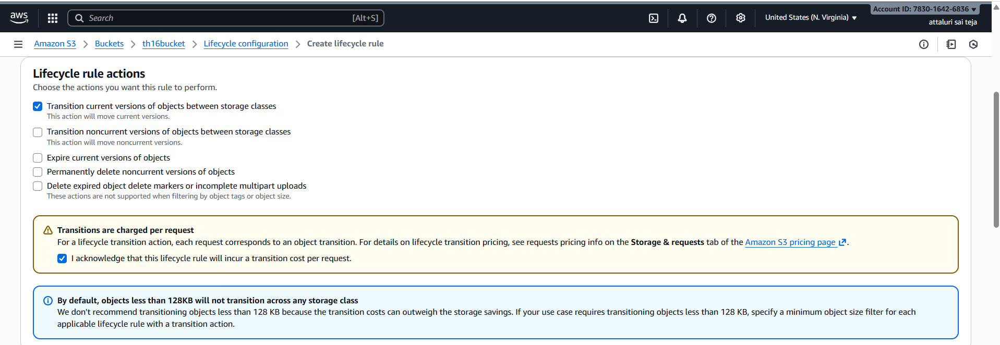 aws
Search [Alt+S]
United States (N. Virginia)
Account ID: 7830-1642-6836
attaluri sai teja
Amazon S3 > Buckets > th16bucket > Lifecycle configuration > Create lifecycle rule
Lifecycle rule actions
Choose the actions you want this rule to perform.
Transition current versions of objects between storage classes
This action will move current versions.
Transition noncurrent versions of objects between storage classes
This action will move noncurrent versions.
Expire current versions of objects
Permanently delete noncurrent versions of objects
Delete expired object delete markers or incomplete multipart uploads
These actions are not supported when filtering by object tags or object size.
Transitions are charged per request
For a lifecycle transition action, each request corresponds to an object transition. For details on lifecycle transition pricing, see requests pricing info on the Storage & requests tab of the Amazon S3 pricing page.
I acknowledge that this lifecycle rule will incur a transition cost per request.
By default, objects less than 128KB will not transition across any storage class
We don't recommend transitioning objects less than 128 KB because the transition costs can outweigh the storage savings. If your use case requires transitioning objects less than 128 KB, specify a minimum object size filter for each
applicable lifecycle rule with a transition action.